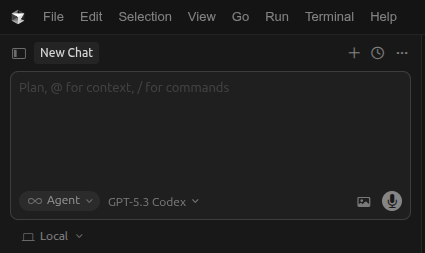 File Edit Selection View Go Run Terminal Help
New Chat
Plan, @ for context, / for commands
Agent GPT-5.3 Codex
Local